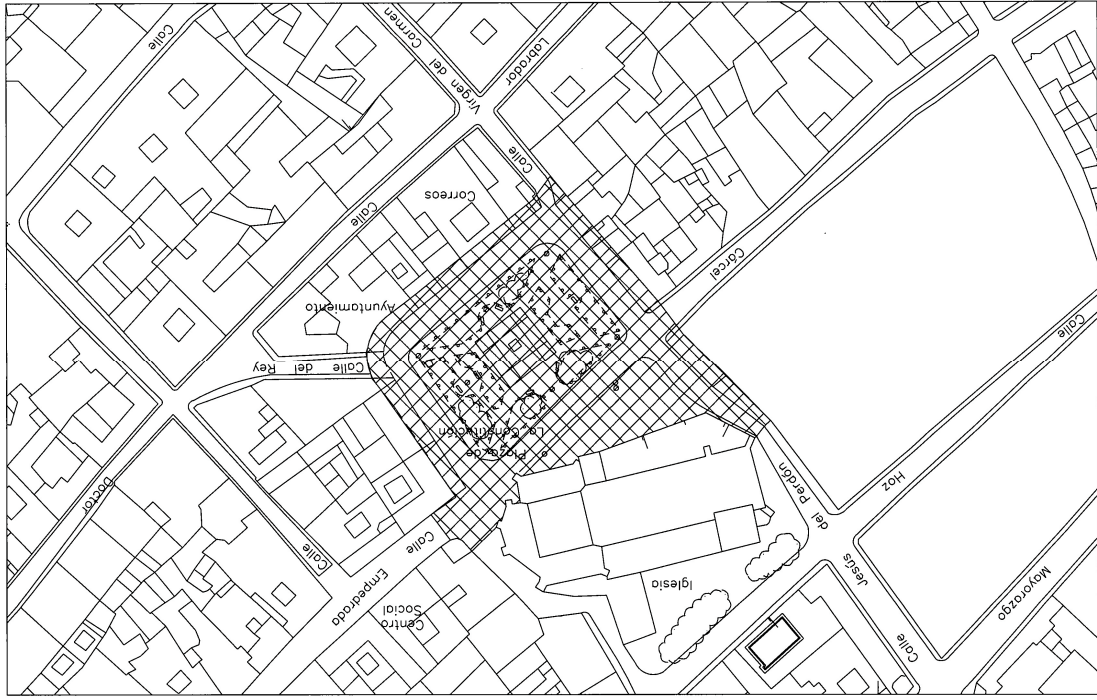 Calle
Jesús
del Perdón
Mayorazgo
Iglesia
Centro
Social
Empedrado
Calle
Calle
Doctor
Hoz
Calle
Plaza de
La Constitución
Calle del Rey
Ayuntamiento
Cárcel
Correos
Calle
Calle
Virgen del Carmen
Labrador
Calle